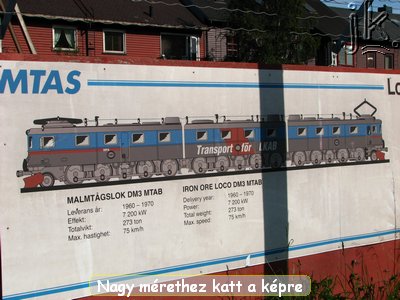 MTAS
Lo
Transport för LKAB
MALMTÅGSLOK DM3 MTAB
Leverans år: 1960 – 1970
Effekt: 7 200 kW
Totalvikt: 273 ton
Max. hastighet: 75 km/h
IRON ORE LOCO DM3 MTAB
Delivery year: 1960 – 1970
Power: 7 200 kW
Total weight: 273 ton
Max. speed: 75 km/h
Nagy mérethez katt a képre